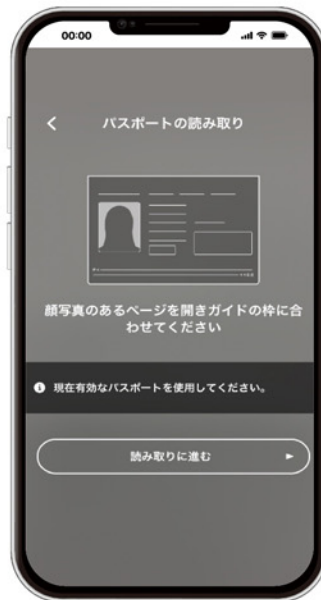 00:00
パスポートの読み取り
顔写真のあるページを開きガイドの枠に合
わせてください
現在有効なパスポートを使用してください。
読み取りに進む